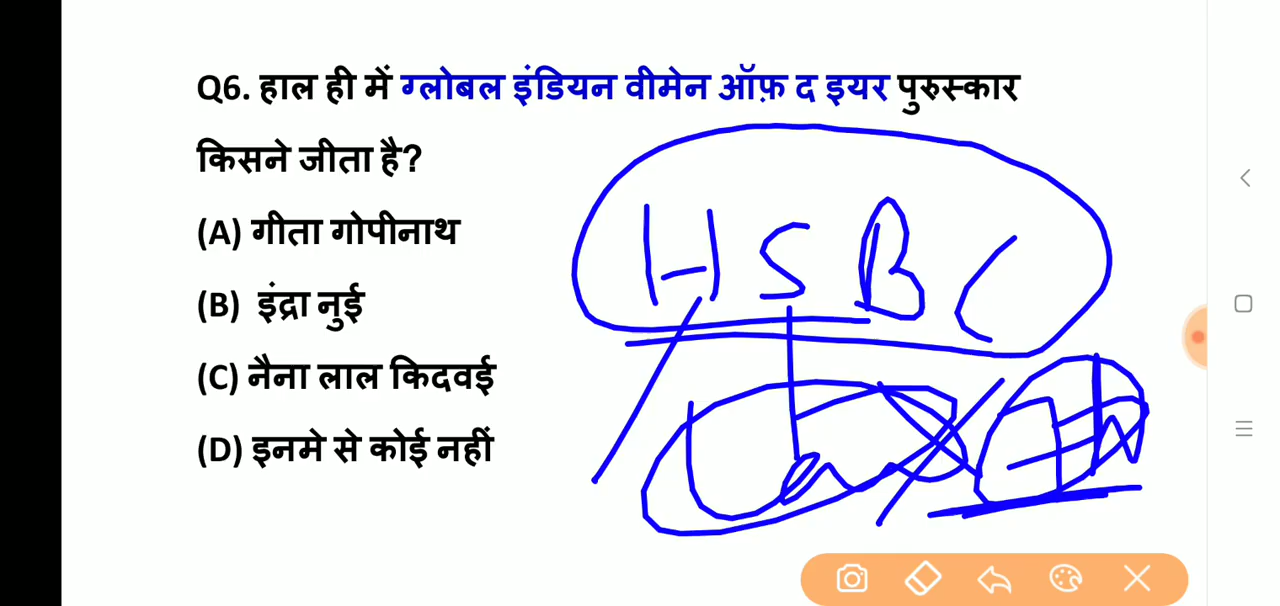 Q6. हाल ही में ग्लोबल इंडियन वीमेन ऑफ़ द इयर पुरुस्कार
किसने जीता है?
(A) गीता गोपीनाथ
(B) इंद्रा नुई
(C) नैना लाल किदवई
(D) इनमे से कोई नहीं
HSBC